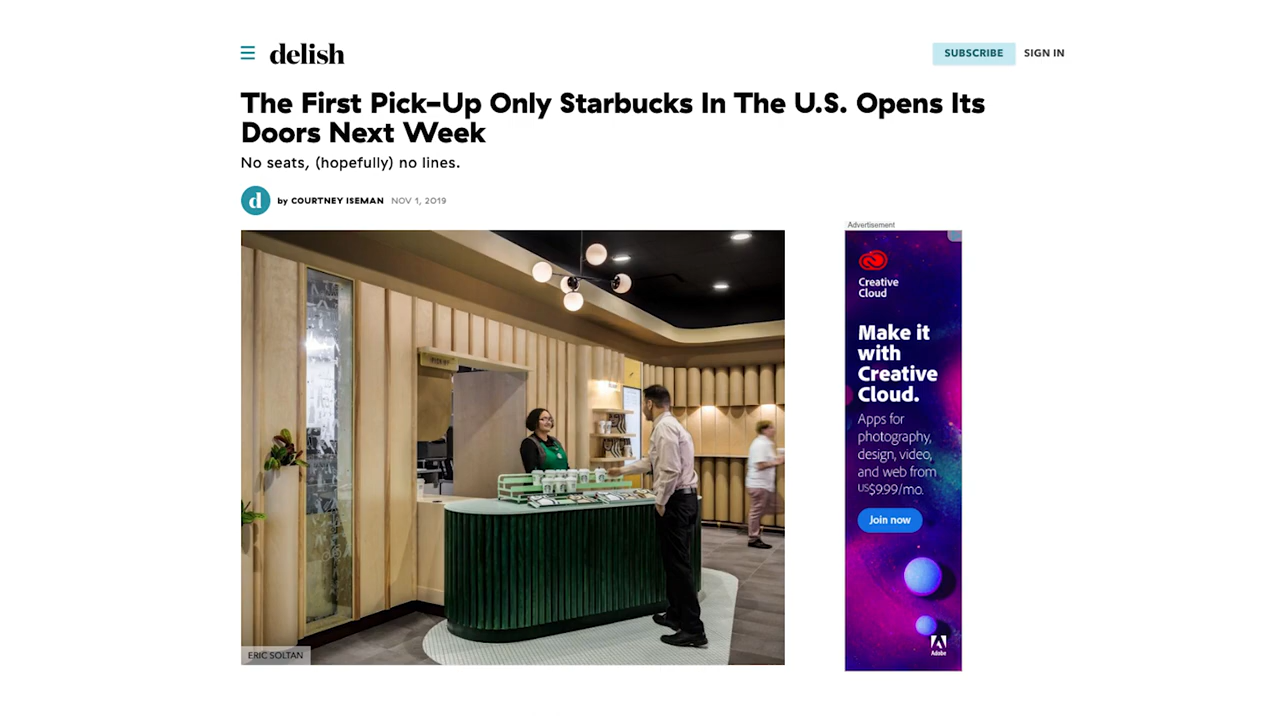 delish
SUBSCRIBE
SIGN IN
The First Pick-Up Only Starbucks In The U.S. Opens Its
Doors Next Week
No seats, (hopefully) no lines.
d
by COURTNEY ISEMAN NOV 1, 2019
Advertisement
Creative
Cloud
Make it
with
Creative
Cloud.
Apps for
photography,
design, video,
and web from
US$9.99/mo.
Join now
Adobe
ERIC SOLTAN